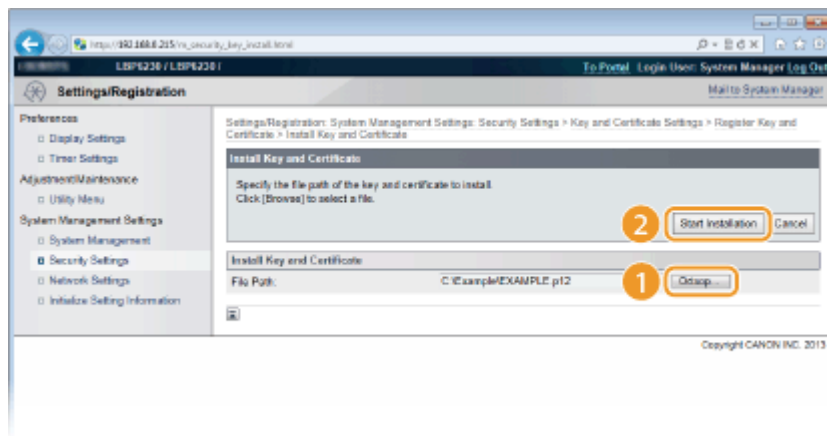 http://192.168.0.215/m_security_key_install.html
LBP6230 / LBP6230 /
To Portal Login User: System Manager Log Out
Settings/Registration
Mail to System Manager
Preferences
Display Settings
Timer Settings
Adjustment/Maintenance
Utility Menu
System Management Settings
System Management
Security Settings
Network Settings
Initialize Setting Information
Settings/Registration: System Management Settings: Security Settings > Key and Certificate Settings > Register Key and
Certificate > Install Key and Certificate
Install Key and Certificate
Specify the file path of the key and certificate to install.
Click [Browse] to select a file.
2
Start Installation
Cancel
Install Key and Certificate
File Path:
C:\Example\EXAMPLE.p12
1
Copyright CANON INC. 2013